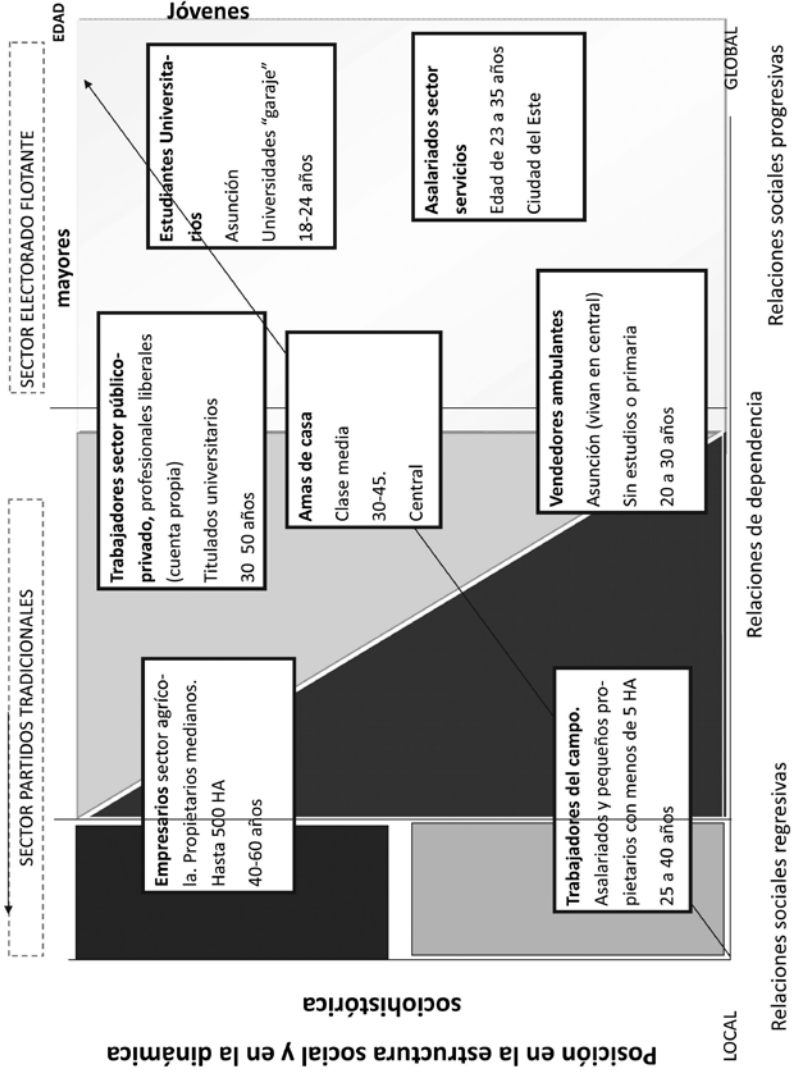 SECTOR PARTIDOS TRADICIONALES
SECTOR ELECTORADO FLOTANTE
EDAD
mayores
Jóvenes
Posición en la estructura social y en la dinámica
sociohistórica
Empresarios sector agríco-
la. Propietarios medianos.
Hasta 500 HA
40-60 años
Trabajadores sector público-
privado, profesionales liberales
(cuenta propia)
Titulados universitarios
30 50 años
Estudiantes Universita-
rios
Asunción
Universidades “garaje”
18-24 años
Amas de casa
Clase media
30-45.
Central
Asalariados sector
servicios
Edad de 23 a 35 años
Ciudad del Este
Trabajadores del campo.
Asalariados y pequeños pro-
pietarios con menos de 5 HA
25 a 40 años
Vendedores ambulantes
Asunción (vivan en central)
Sin estudios o primaria
20 a 30 años
LOCAL
GLOBAL
Relaciones sociales regresivas
Relaciones de dependencia
Relaciones sociales progresivas